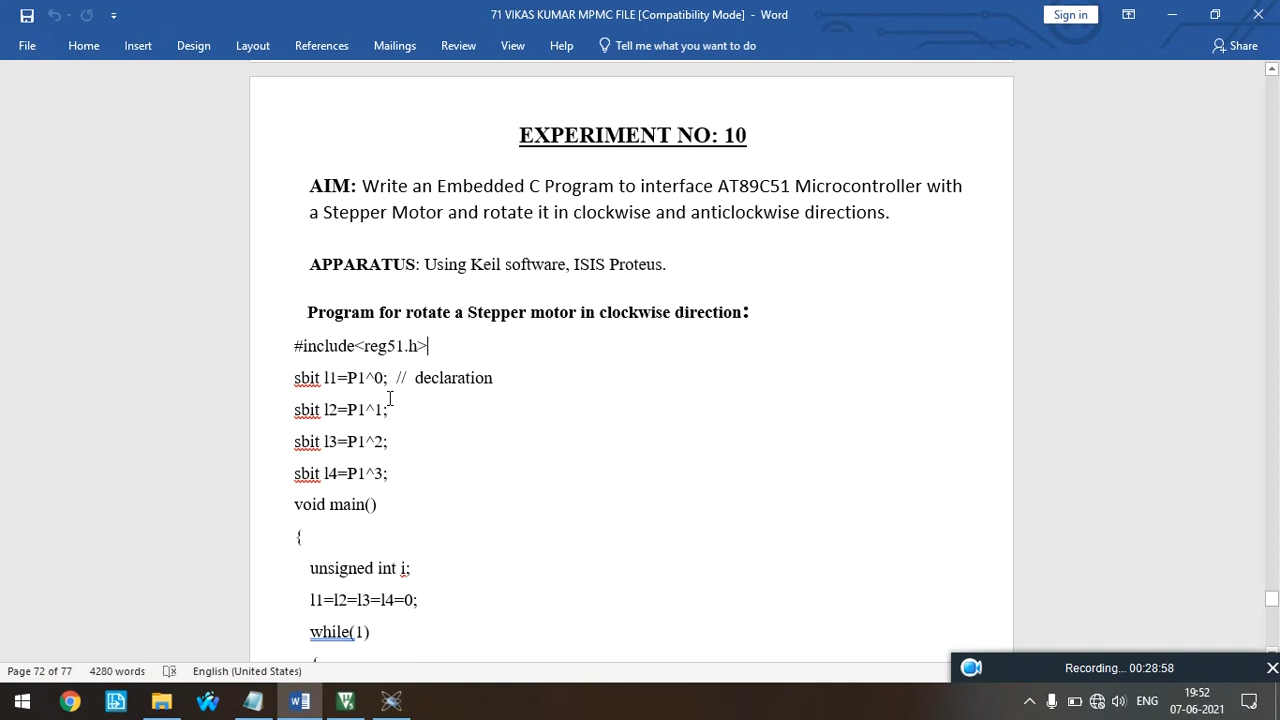 71 VIKAS KUMAR MPMC FILE [Compatibility Mode] - Word
Sign in
File Home Insert Design Layout References Mailings Review View Help Tell me what you want to do Share
EXPERIMENT NO: 10
AIM: Write an Embedded C Program to interface AT89C51 Microcontroller with
a Stepper Motor and rotate it in clockwise and anticlockwise directions.
APPARATUS: Using Keil software, ISIS Proteus.
Program for rotate a Stepper motor in clockwise direction:
#include<reg51.h>
sbit l1=P1^0; // declaration
sbit l2=P1^1;
sbit l3=P1^2;
sbit l4=P1^3;
void main()
{
unsigned int i;
l1=l2=l3=l4=0;
while(1)
{
Page 72 of 77 4280 words English (United States)
Recording... 00:28:58
ENG
19:52
07-06-2021